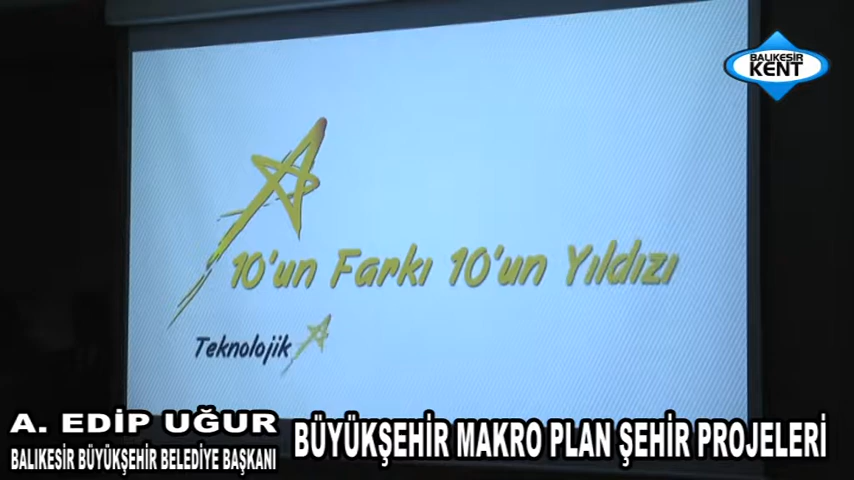 BALIKESİR
KENT
10'un Farkı 10'un Yıldızı
Teknolojik
A. EDİP UĞUR
BALIKESİR BÜYÜKŞEHİR BELEDİYE BAŞKANI
BÜYÜKŞEHİR MAKRO PLAN ŞEHİR PROJELERİ